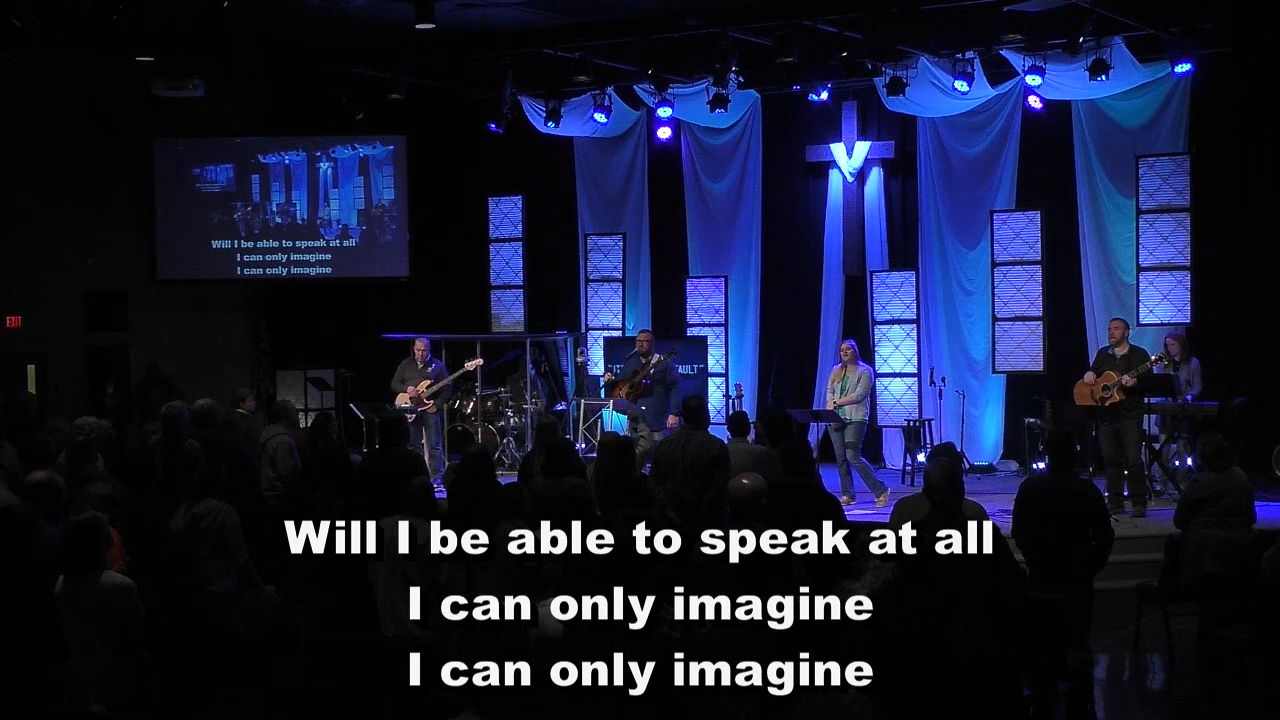 Will I be able to speak at all
I can only imagine
I can only imagine
EXIT
AULT"
Will I be able to speak at all
I can only imagine
I can only imagine